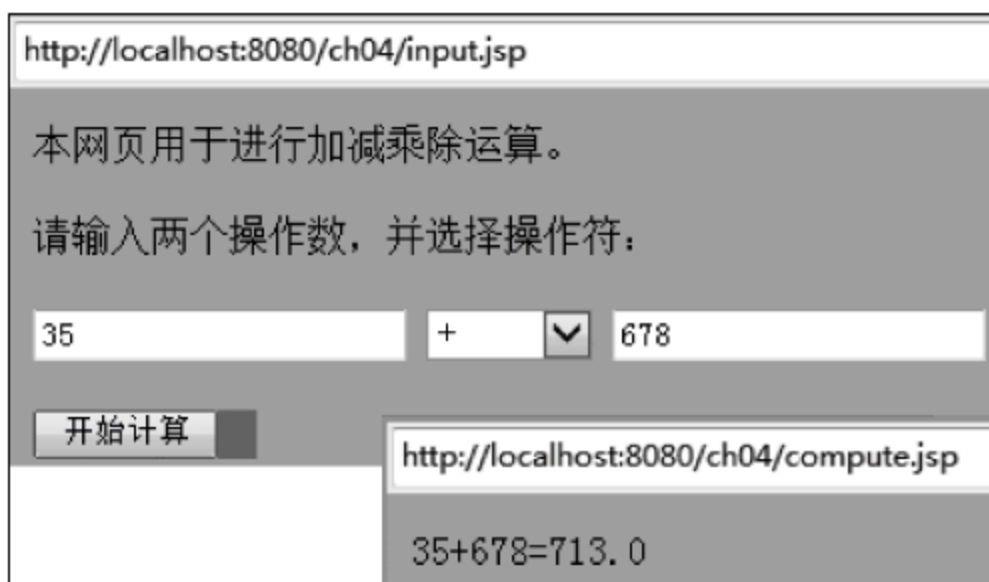 http://localhost:8080/ch04/input.jsp
本网页用于进行加减乘除运算。
请输入两个操作数，并选择操作符：
35 + 678
开始计算
http://localhost:8080/ch04/compute.jsp
35+678=713.0